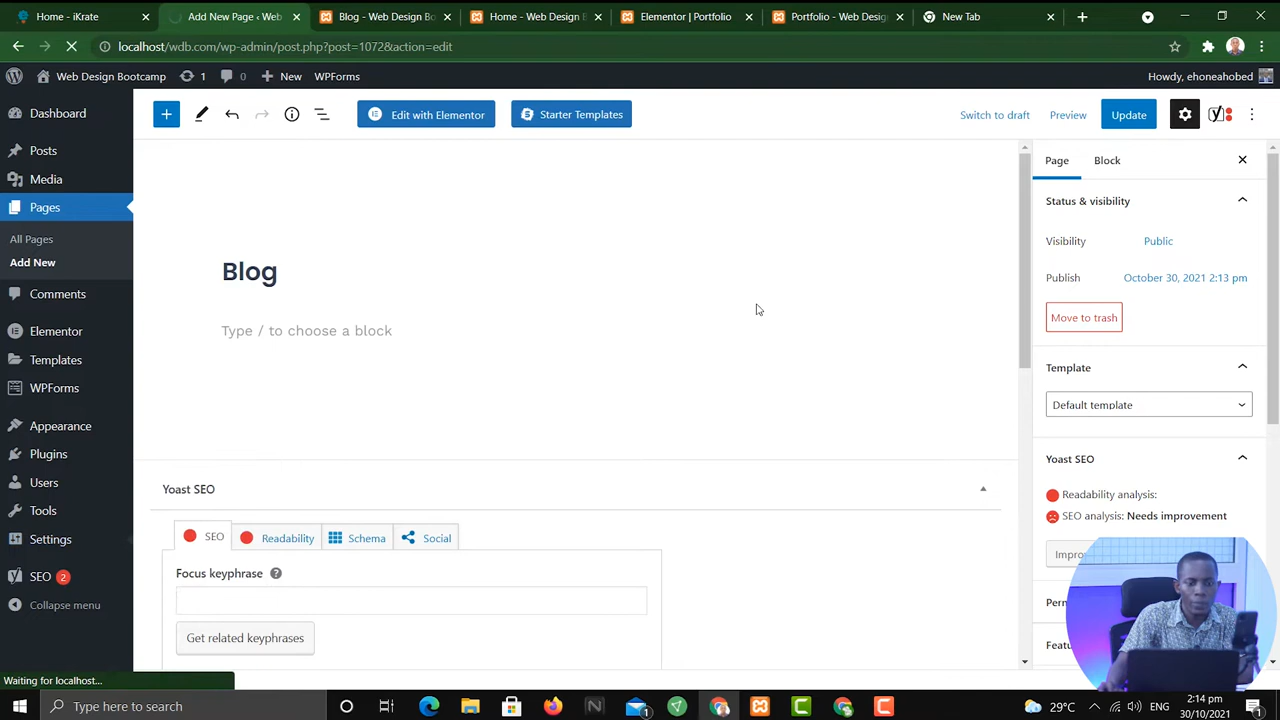 Home - iKrate
Add New Page ‹ Web
Blog - Web Design Bo
Home - Web Design B
Elementor | Portfolio
Portfolio - Web Desig
New Tab
localhost/wdb.com/wp-admin/post.php?post=1072&action=edit
Web Design Bootcamp
1
0
New
WPForms
Howdy, ehoneahobed
Dashboard
Posts
Media
Pages
All Pages
Add New
Comments
Elementor
Templates
WPForms
Appearance
Plugins
Users
Tools
Settings
SEO 2
Collapse menu
Edit with Elementor
Starter Templates
Switch to draft
Preview
Update
Blog
Type / to choose a block
Yoast SEO
SEO
Readability
Schema
Social
Focus keyphrase ?
Get related keyphrases
Page
Block
Status & visibility
Visibility
Public
Publish
October 30, 2021 2:13 pm
Move to trash
Template
Default template
Yoast SEO
Readability analysis:
SEO analysis: Needs improvement
Waiting for localhost...
Type here to search
1
29°C
ENG
2:14 pm
30/10/2021
1